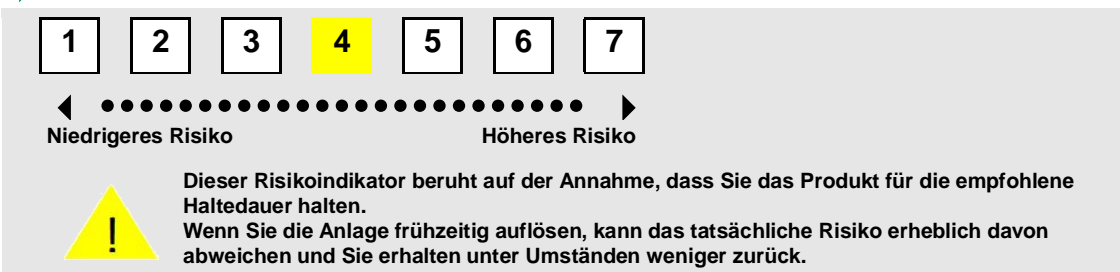 1 2 3 4 5 6 7
Niedrigeres Risiko Höheres Risiko
!
Dieser Risikoindikator beruht auf der Annahme, dass Sie das Produkt für die empfohlene
Haltedauer halten.
Wenn Sie die Anlage frühzeitig auflösen, kann das tatsächliche Risiko erheblich davon
abweichen und Sie erhalten unter Umständen weniger zurück.